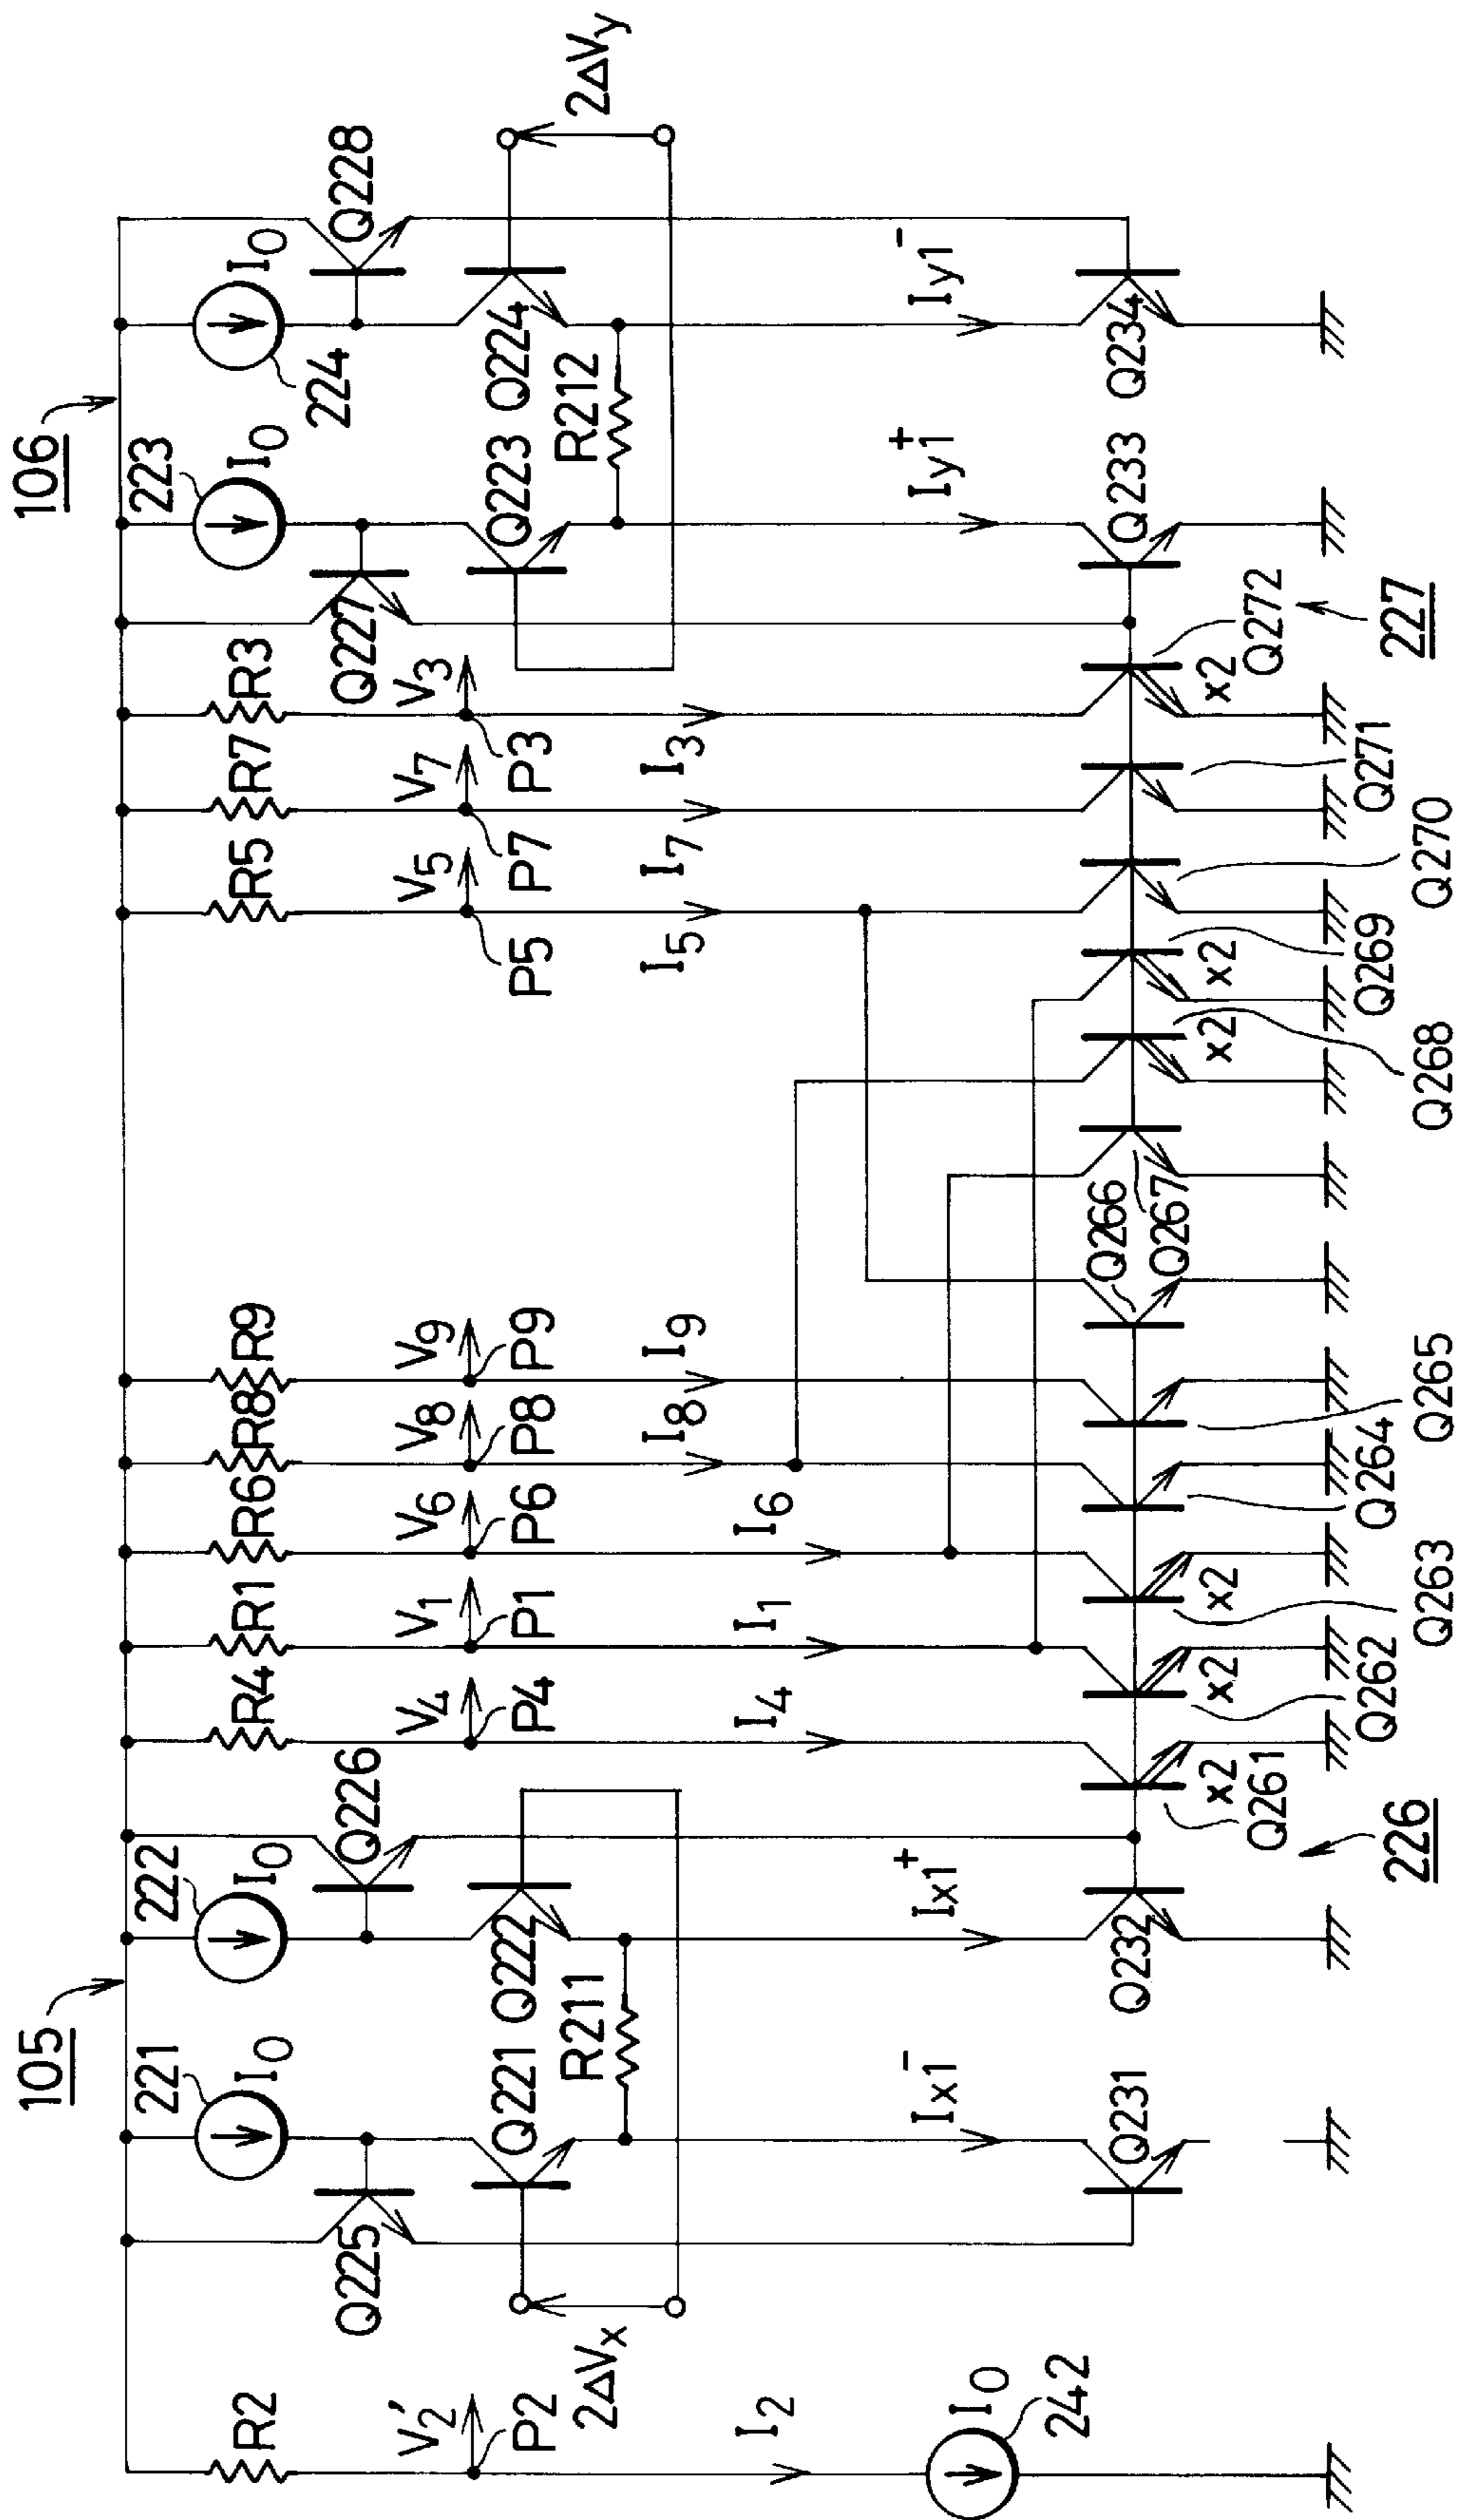 105
106
R2
221
I0
222
I0
R4
R1
R6
R8
R9
R5
R7
R3
223
I0
224
I0
Q225
Q226
Q227
Q228
V2'
P2
V4
P4
V1
P1
V6
P6
V8
P8
V9
P9
V5
P5
V7
P7
V3
P3
2ΔVx
Q221
Q222
R211
Q223
Q224
R212
2ΔVy
I2
I4
I1
I6
I8
I9
I5
I7
I3
Ix1-
Ix1+
Iy1+
Iy1-
I0
242
Q231
Q232
Q266
Q267
Q233
Q234
x2
x2
x2
x2
x2
x2
Q261
Q262
Q263
Q264
Q265
Q268
Q269
Q270
Q271
Q272
226
227